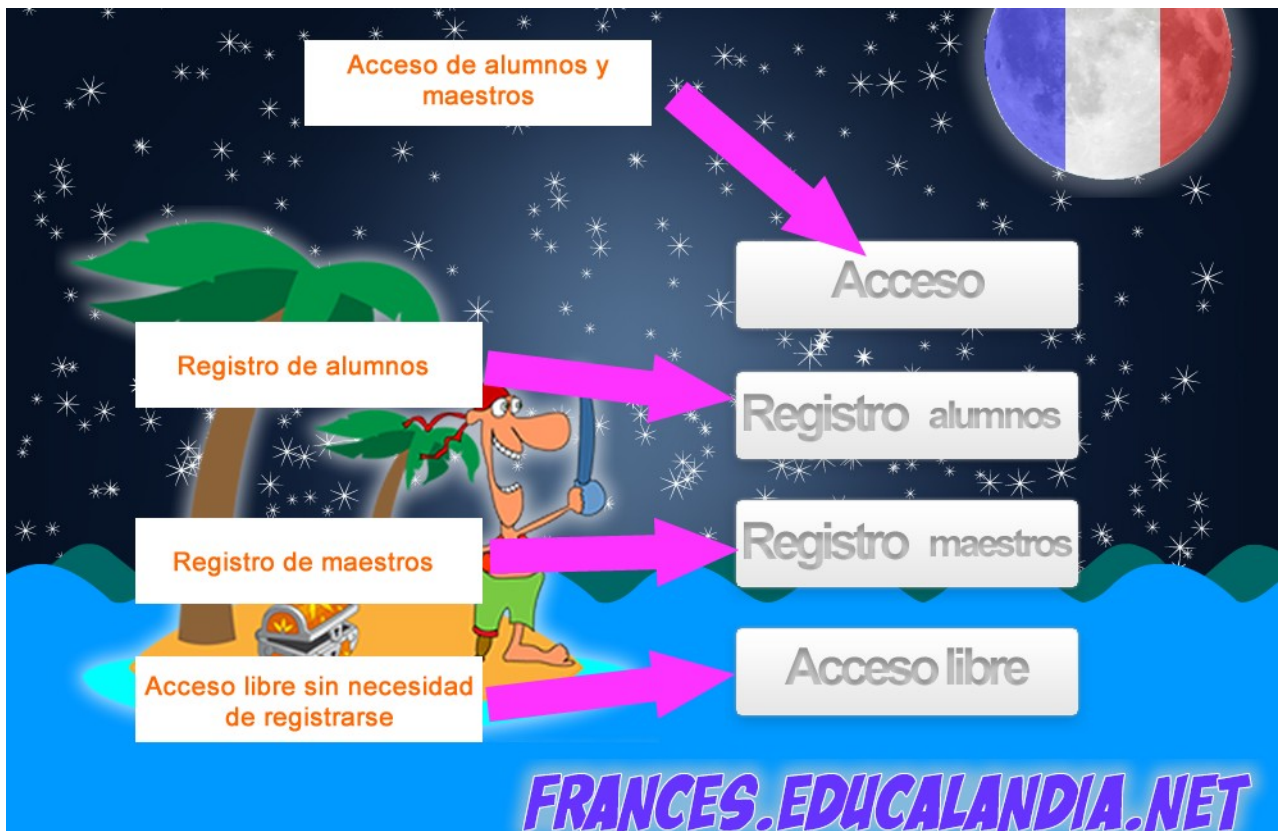 Acceso de alumnos y
maestros
Acceso
Registro de alumnos
Registro alumnos
Registro de maestros
Registro maestros
Acceso libre sin necesidad
de registrarse
Acceso libre
FRANCES.EDUCALANDIA.NET